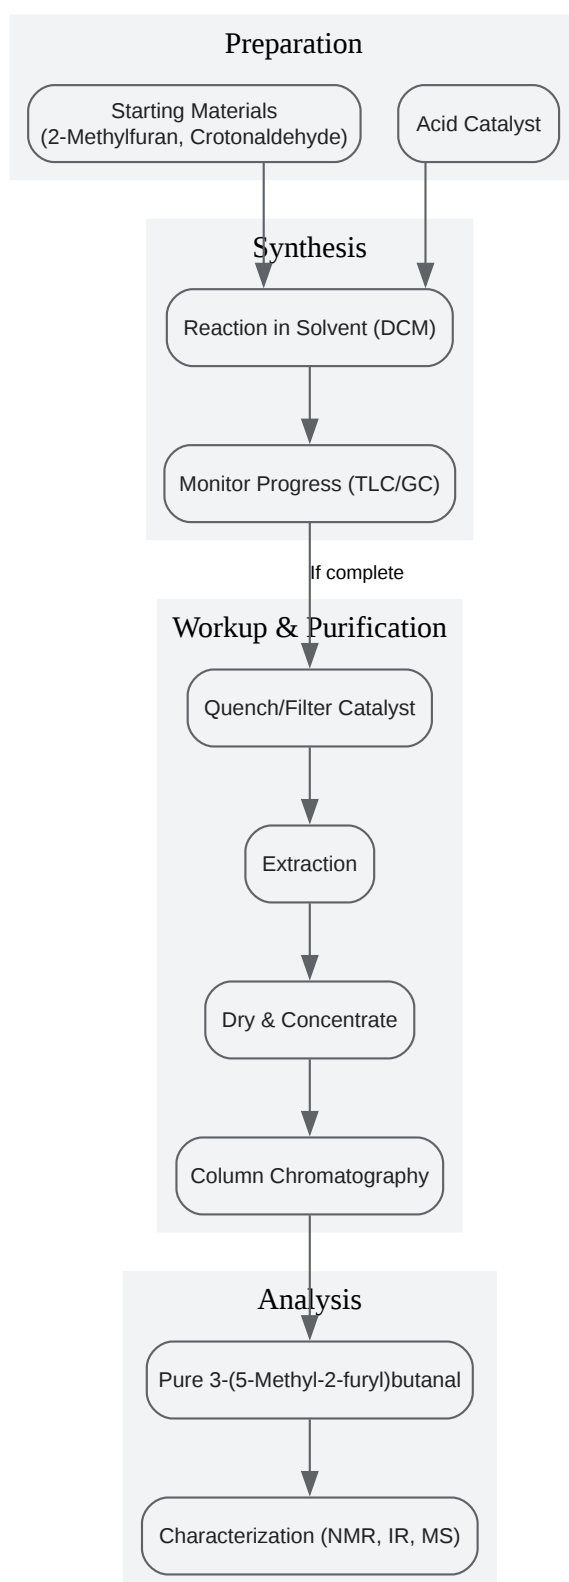 Preparation
Starting Materials
(2-Methylfuran, Crotonaldehyde)
Acid Catalyst
Synthesis
Reaction in Solvent (DCM)
Monitor Progress (TLC/GC)
If complete
Workup & Purification
Quench/Filter Catalyst
Extraction
Dry & Concentrate
Column Chromatography
Analysis
Pure 3-(5-Methyl-2-furyl)butanal
Characterization (NMR, IR, MS)